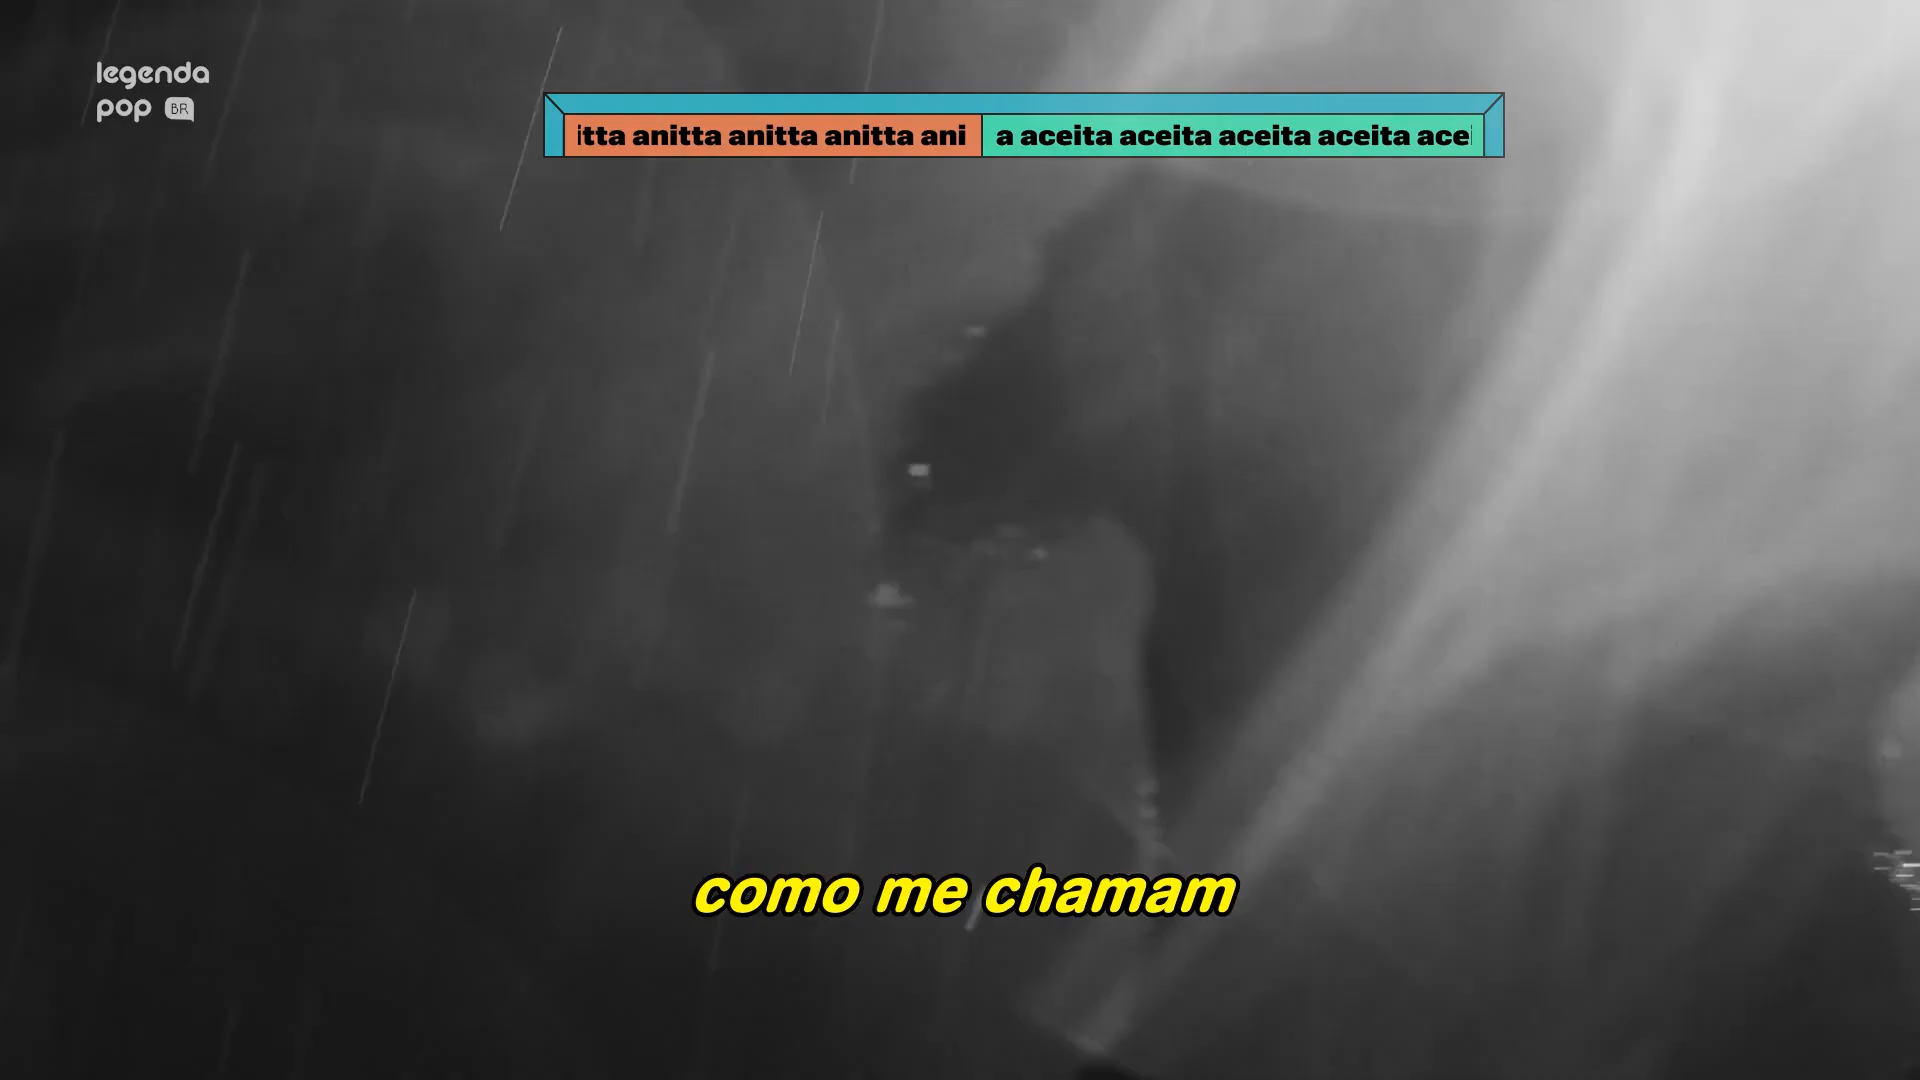 legenda
pop BR
itta anitta anitta anitta ani
a aceita aceita aceita aceita acei
como me chamam